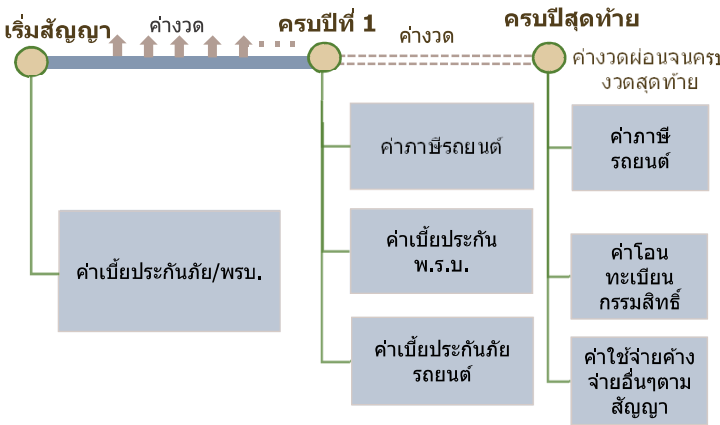 เริ่มสัญญา
ค่างวด
ครบปีที่ 1
ค่างวด
ครบปีสุดท้าย
ค่างวดผ่อนจนครบ
งวดสุดท้าย
ค่าเบี้ยประกันภัย/พรบ.
ค่าภาษีรถยนต์
ค่าเบี้ยประกัน
พ.ร.บ.
ค่าเบี้ยประกันภัย
รถยนต์
ค่าภาษี
รถยนต์
ค่าโอน
ทะเบียน
กรรมสิทธิ์
ค่าใช้จ่ายค้าง
จ่ายอื่นๆตาม
สัญญา